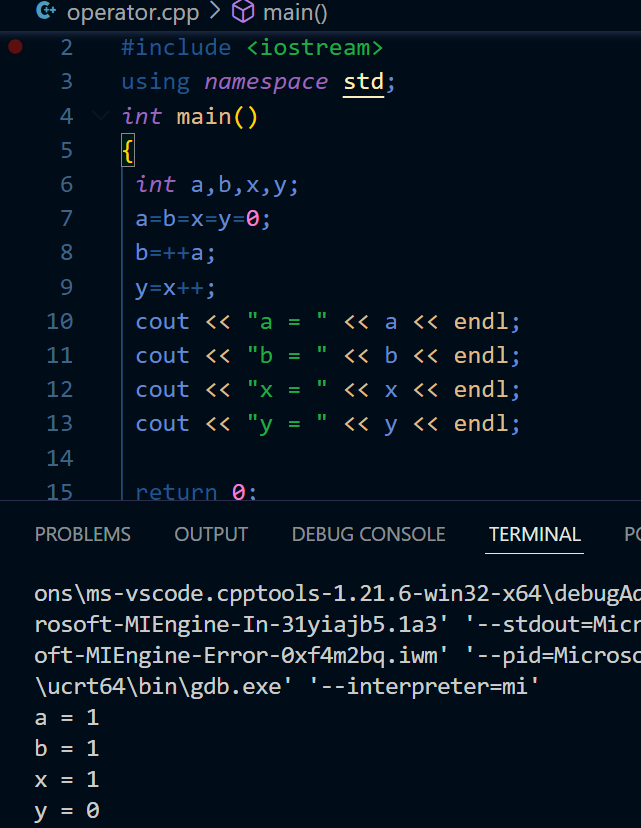 operator.cpp > main()
2 #include <iostream>
3 using namespace std;
4 int main()
5 {
6 int a,b,x,y;
7 a=b=x=y=0;
8 b=++a;
9 y=x++;
10 cout << "a = " << a << endl;
11 cout << "b = " << b << endl;
12 cout << "x = " << x << endl;
13 cout << "y = " << y << endl;
14
15 return 0;
PROBLEMS OUTPUT DEBUG CONSOLE TERMINAL PO
ons\ms-vscode.cpptools-1.21.6-win32-x64\debugAd
rosoft-MIEngine-In-31yiajb5.1a3' '--stdout=Micr
oft-MIEngine-Error-0xf4m2bq.iwm' '--pid=Microso
\ucrt64\bin\gdb.exe' '--interpreter=mi'
a = 1
b = 1
x = 1
y = 0